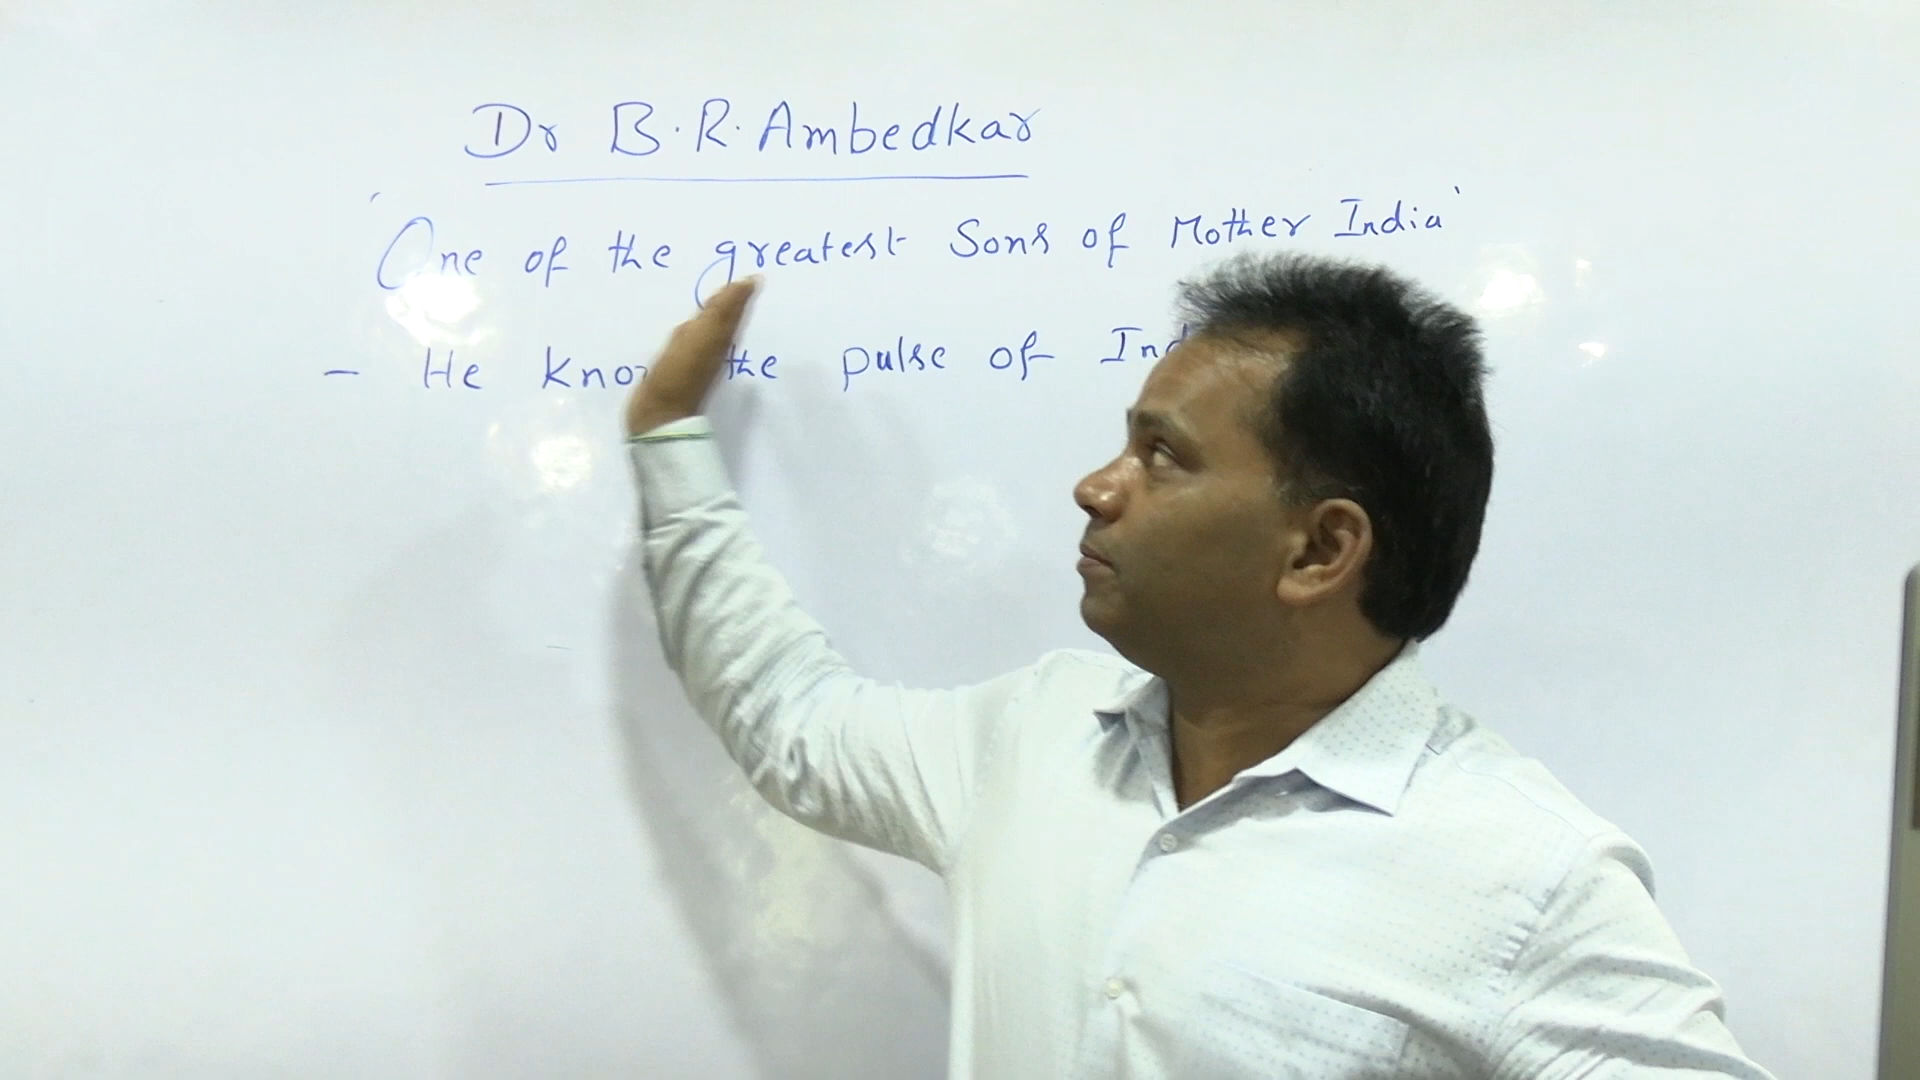 Dr B.R. Ambedkar
'One of the greatest Sons of Mother India'
- He the pulse of